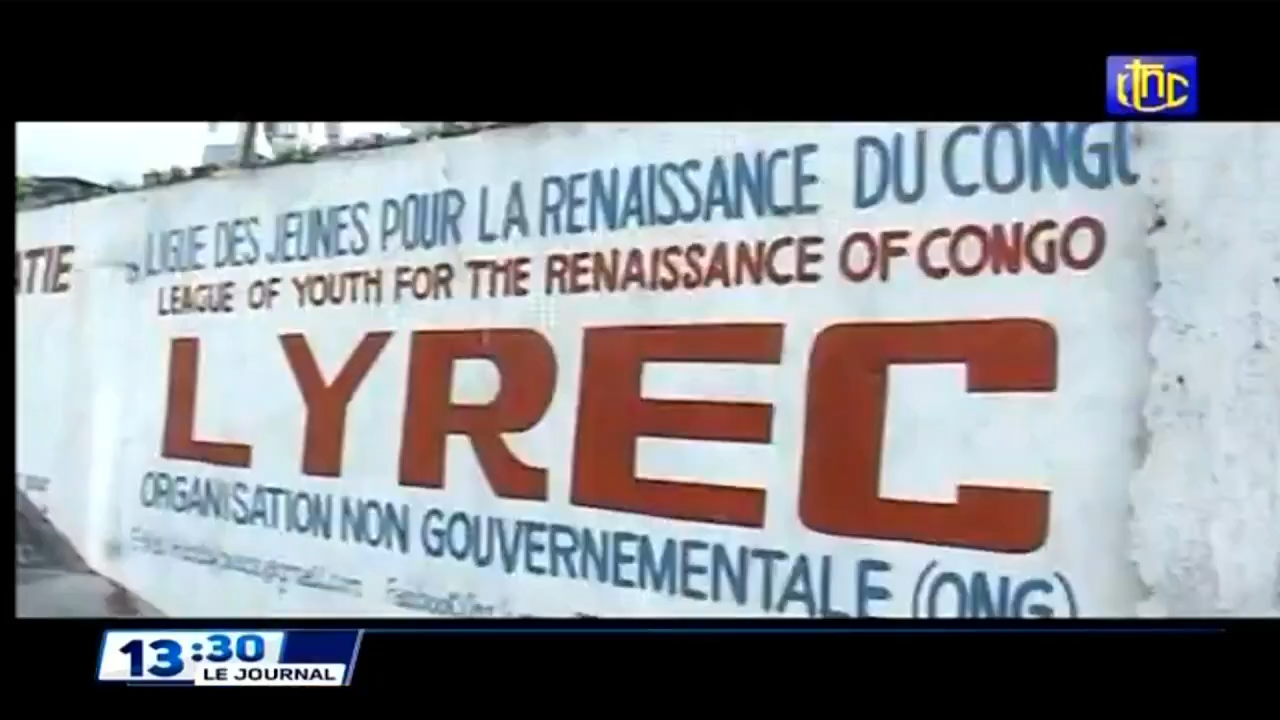 rtnc
LIGUE DES JEUNES POUR LA RENAISSANCE DU CONGO
ATIE
LEAGUE OF YOUTH FOR THE RENAISSANCE OF CONGO
LYREC
ORGANISATION NON GOUVERNEMENTALE (ONG)
13:30
LE JOURNAL